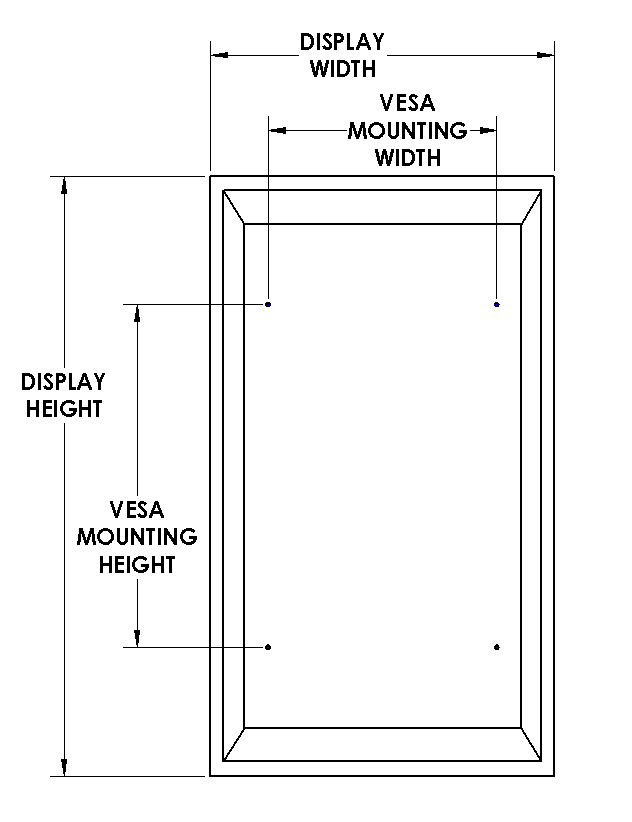 DISPLAY
WIDTH
VESA
MOUNTING
WIDTH
DISPLAY
HEIGHT
VESA
MOUNTING
HEIGHT